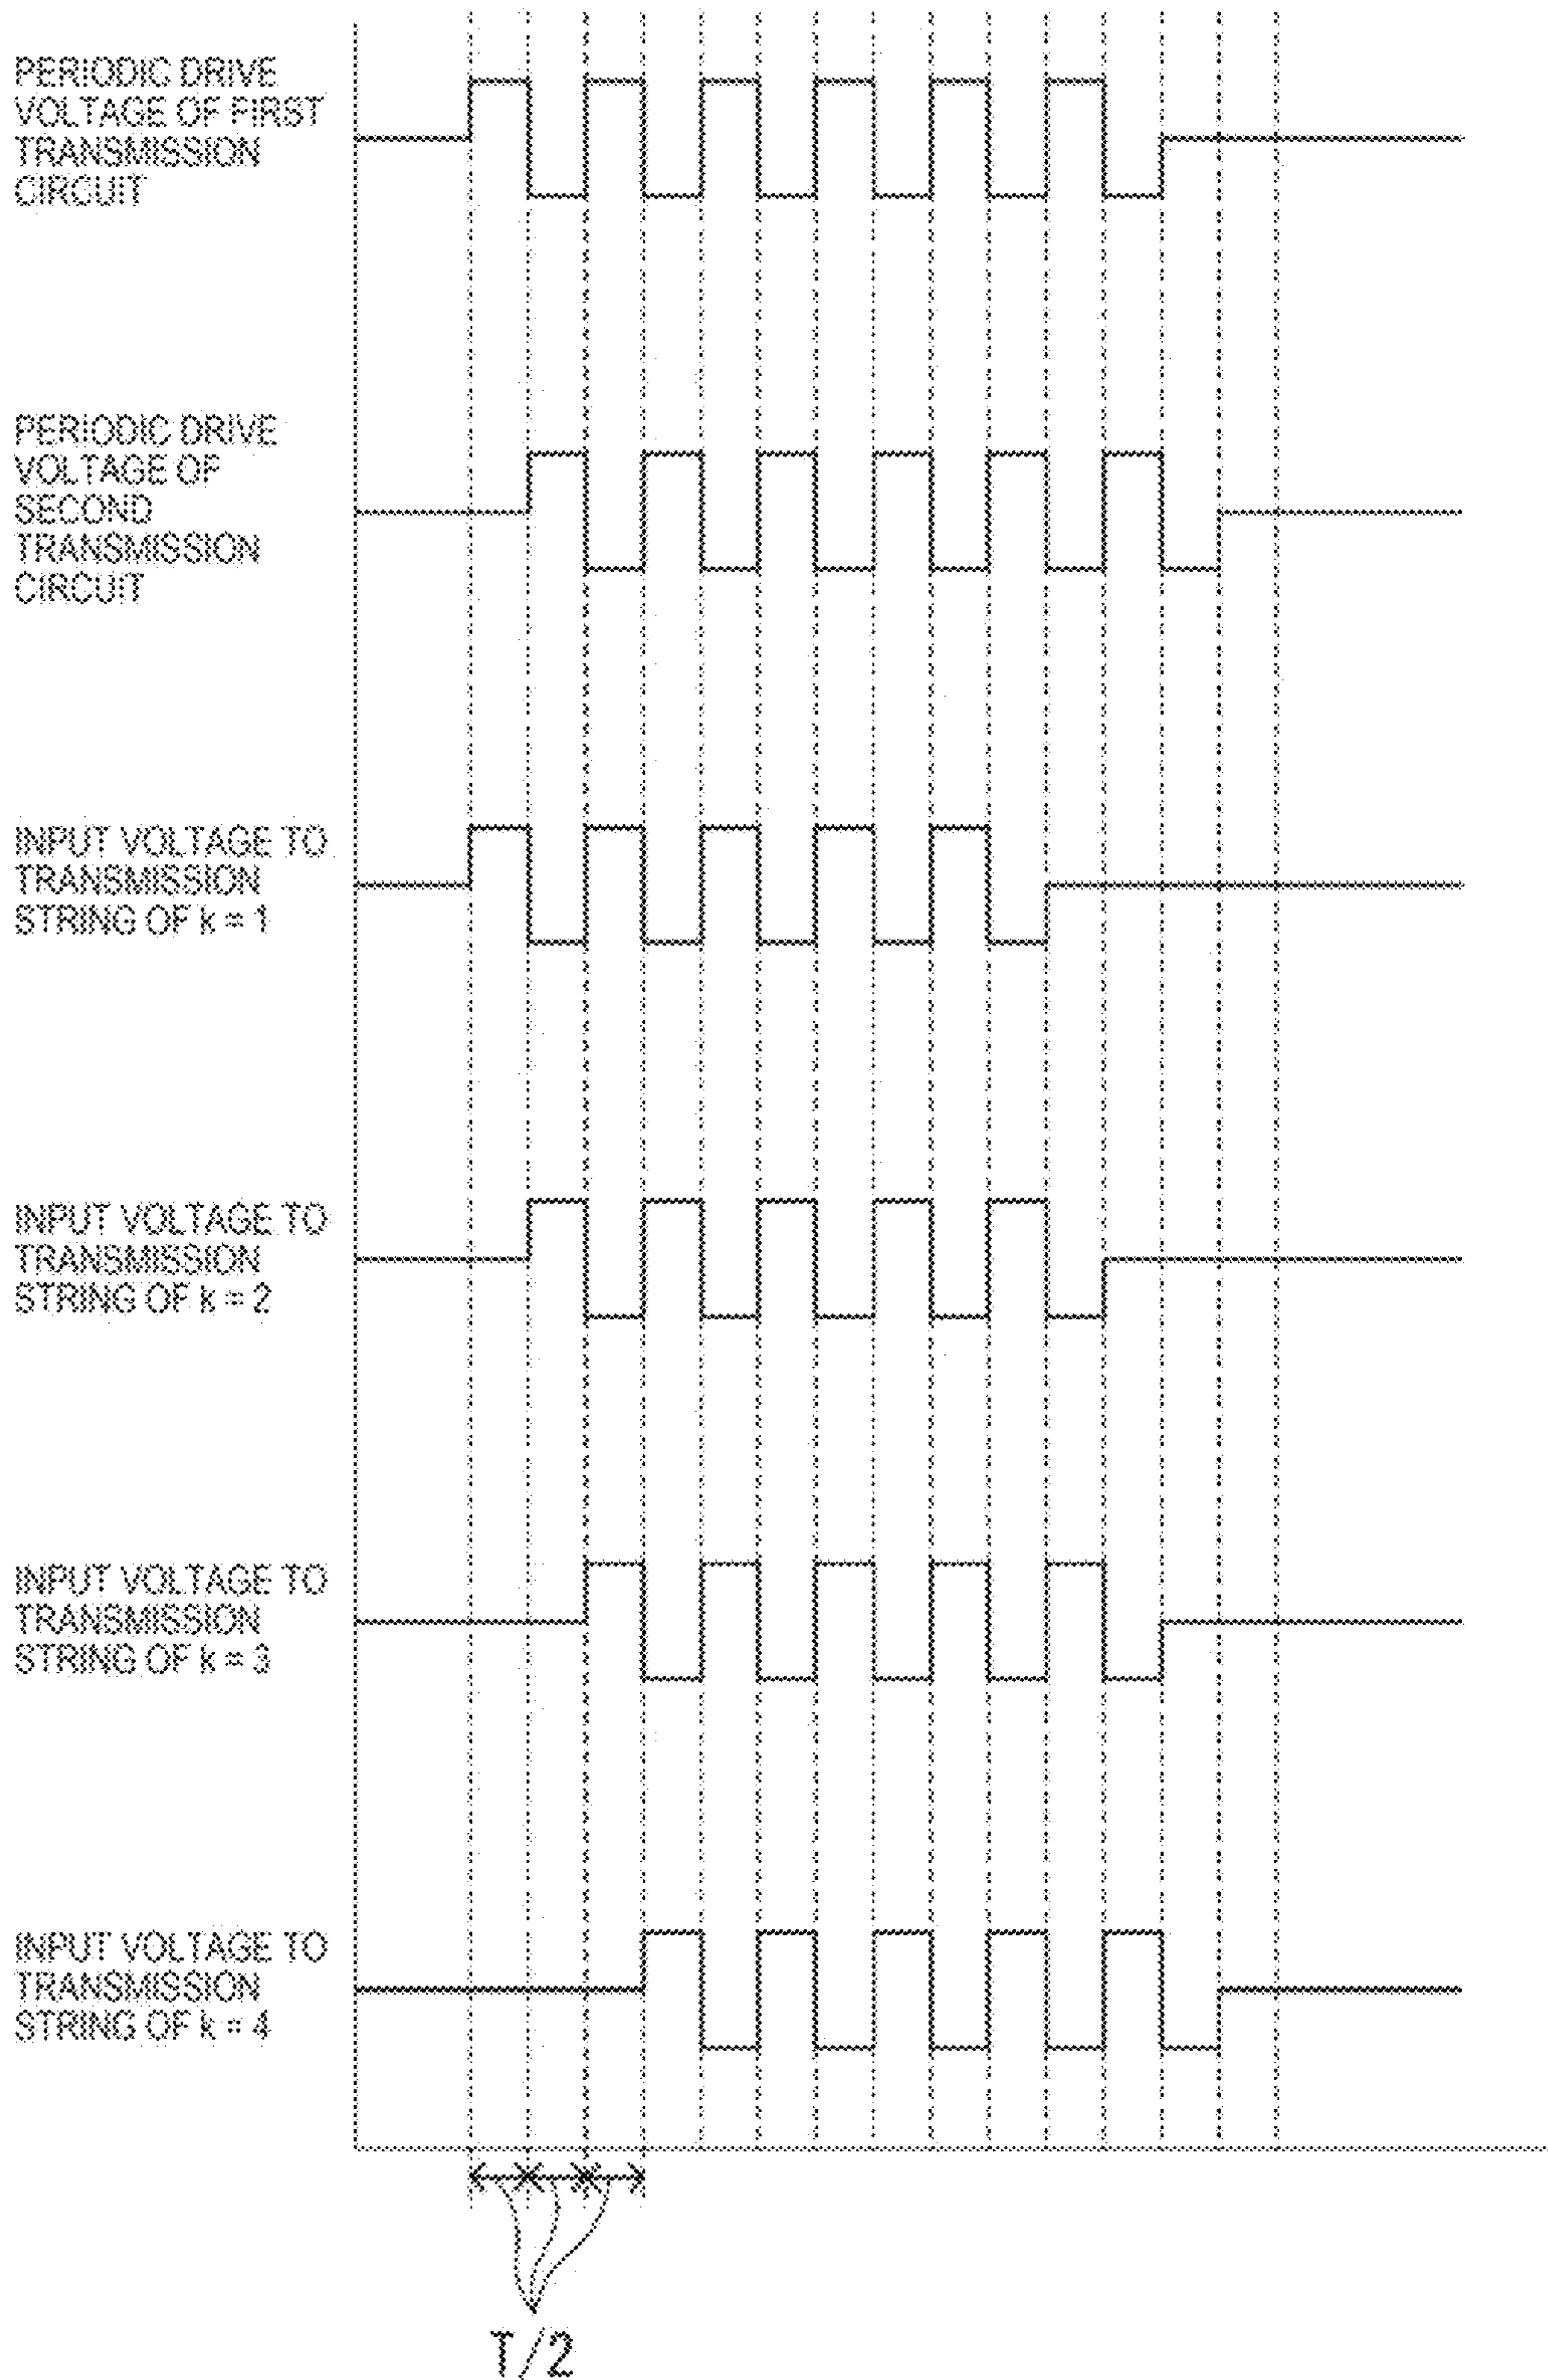 PERIODIC DRIVE
VOLTAGE OF FIRST
TRANSMISSION
CIRCUIT
PERIODIC DRIVE
VOLTAGE OF
SECOND
TRANSMISSION
CIRCUIT
INPUT VOLTAGE TO
TRANSMISSION
STRING OF k = 1
INPUT VOLTAGE TO
TRANSMISSION
STRING OF k = 2
INPUT VOLTAGE TO
TRANSMISSION
STRING OF k = 3
INPUT VOLTAGE TO
TRANSMISSION
STRING OF k = 4
T/2